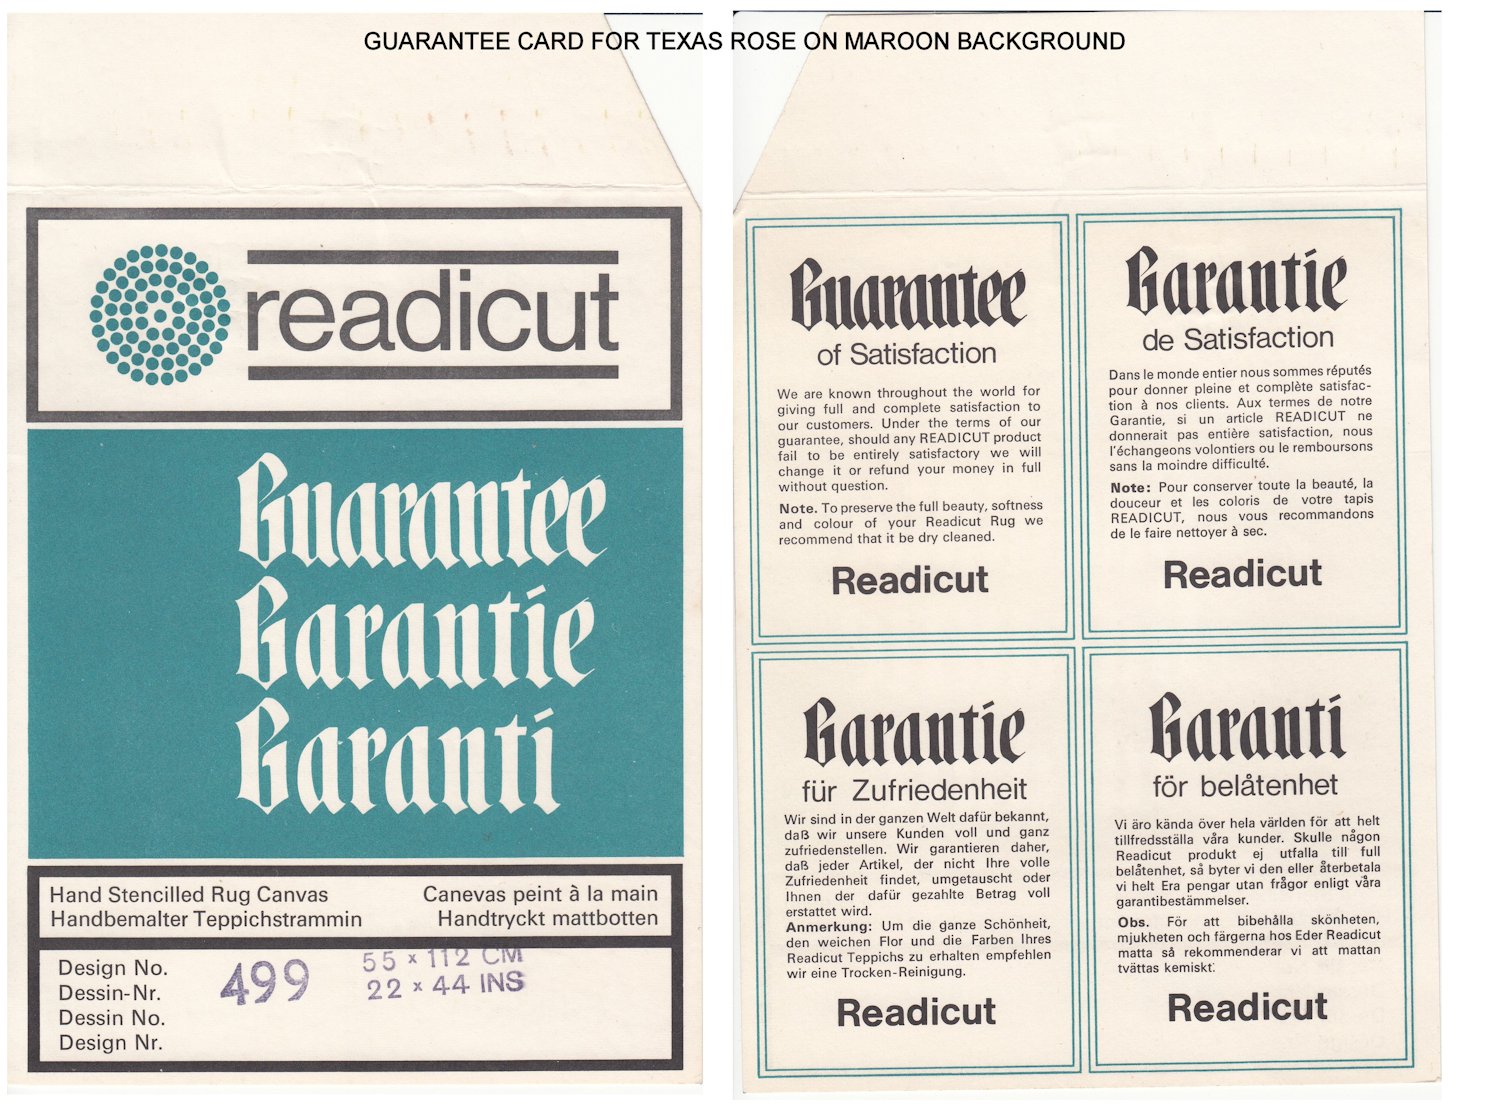 GUARANTEE CARD FOR TEXAS ROSE ON MAROON BACKGROUND
readicut
Guarantee
Garantie
Garanti
Hand Stencilled Rug Canvas
Canevas peint à la main
Handbemalter Teppichstrammin
Handtryckt mattbotten
Design No.
Dessin-Nr.
Dessin No.
Design Nr.
499
55 x 112 CM
22 x 44 INS
Guarantee
of Satisfaction
We are known throughout the world for
giving full and complete satisfaction to
our customers. Under the terms of our
guarantee, should any READICUT product
fail to be entirely satisfactory we will
change it or refund your money in full
without question.
Note. To preserve the full beauty, softness
and colour of your Readicut Rug we
recommend that it be dry cleaned.
Readicut
Garantie
de Satisfaction
Dans le monde entier nous sommes réputés
pour donner pleine et complète satisfac-
tion à nos clients. Aux termes de notre
Garantie, si un article READICUT ne
donnerait pas entière satisfaction, nous
l'échangeons volontiers ou le remboursons
sans la moindre difficulté.
Note: Pour conserver toute la beauté, la
douceur et les coloris de votre tapis
READICUT, nous vous recommandons
de le faire nettoyer à sec.
Readicut
Garantie
für Zufriedenheit
Wir sind in der ganzen Welt dafür bekannt,
daß wir unsere Kunden voll und ganz
zufriedenstellen. Wir garantieren daher,
daß jeder Artikel, der nicht Ihre volle
Zufriedenheit findet, umgetauscht oder
Ihnen der dafür gezahlte Betrag voll
erstattet wird.
Anmerkung: Um die ganze Schönheit,
den weichen Flor und die Farben Ihres
Readicut Teppichs zu erhalten empfehlen
wir eine Trocken-Reinigung.
Readicut
Garanti
för belåtenhet
Vi äro kända över hela världen för att helt
tillfredsställa våra kunder. Skulle någon
Readicut produkt ej utfalla till full
belåtenhet, så byter vi den eller återbetala
vi helt Era pengar utan frågor enligt våra
garantibestämmelser.
Obs. För att bibehålla skönheten,
mjukheten och färgerna hos Eder Readicut
matta så rekommenderar vi att mattan
tvättas kemiskt.
Readicut